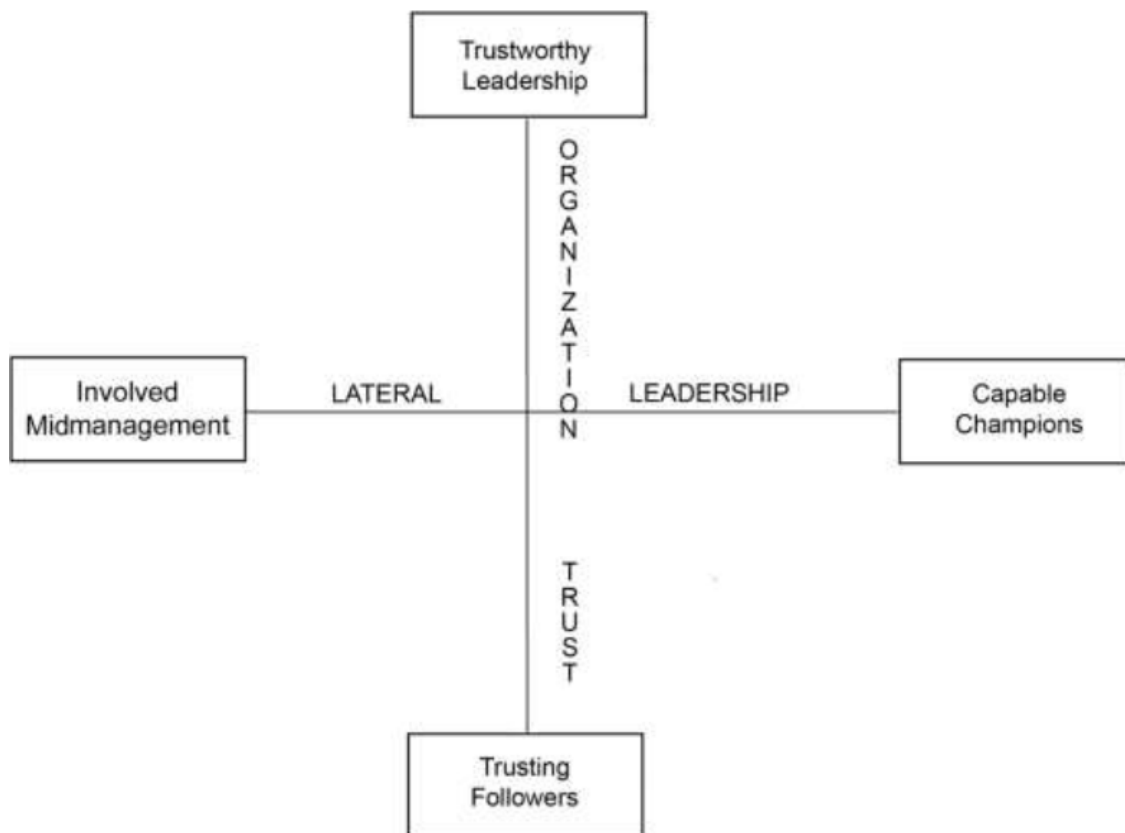 Trustworthy
Leadership
ORGANIZATION
Involved
Midmanagement
LATERAL
LEADERSHIP
Capable
Champions
TRUST
Trusting
Followers